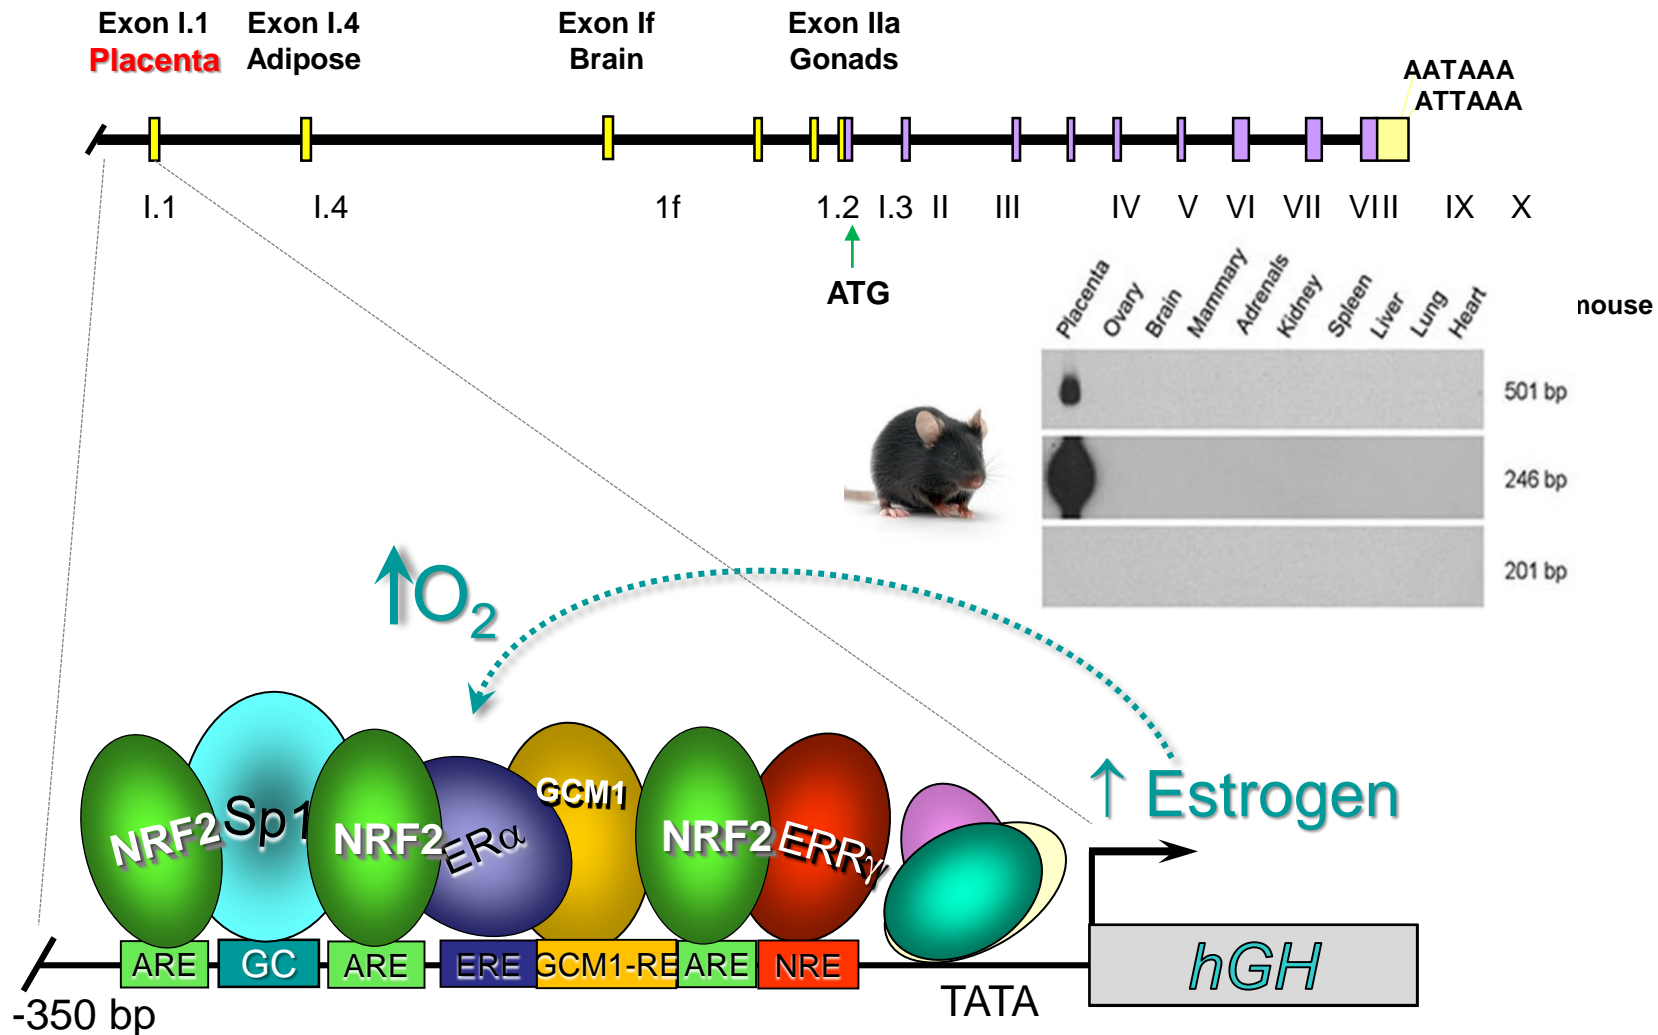 Exon I.1
Placenta
Exon I.4
Adipose
Exon If
Brain
Exon IIa
Gonads
AATAAA
ATTAAA
I.1 I.4 1f 1.2 I.3 II III IV V VI VII VIII IX X
ATG
Placenta Ovary Brain Mammary Adrenals Kidney Spleen Liver Lung Heart
mouse
501 bp
246 bp
201 bp
↑O₂
↑ Estrogen
NRF2 Sp1 NRF2 ERα GCM1 NRF2 ERRγ
ARE GC ARE ERE GCM1-RE ARE NRE
hGH
TATA
-350 bp